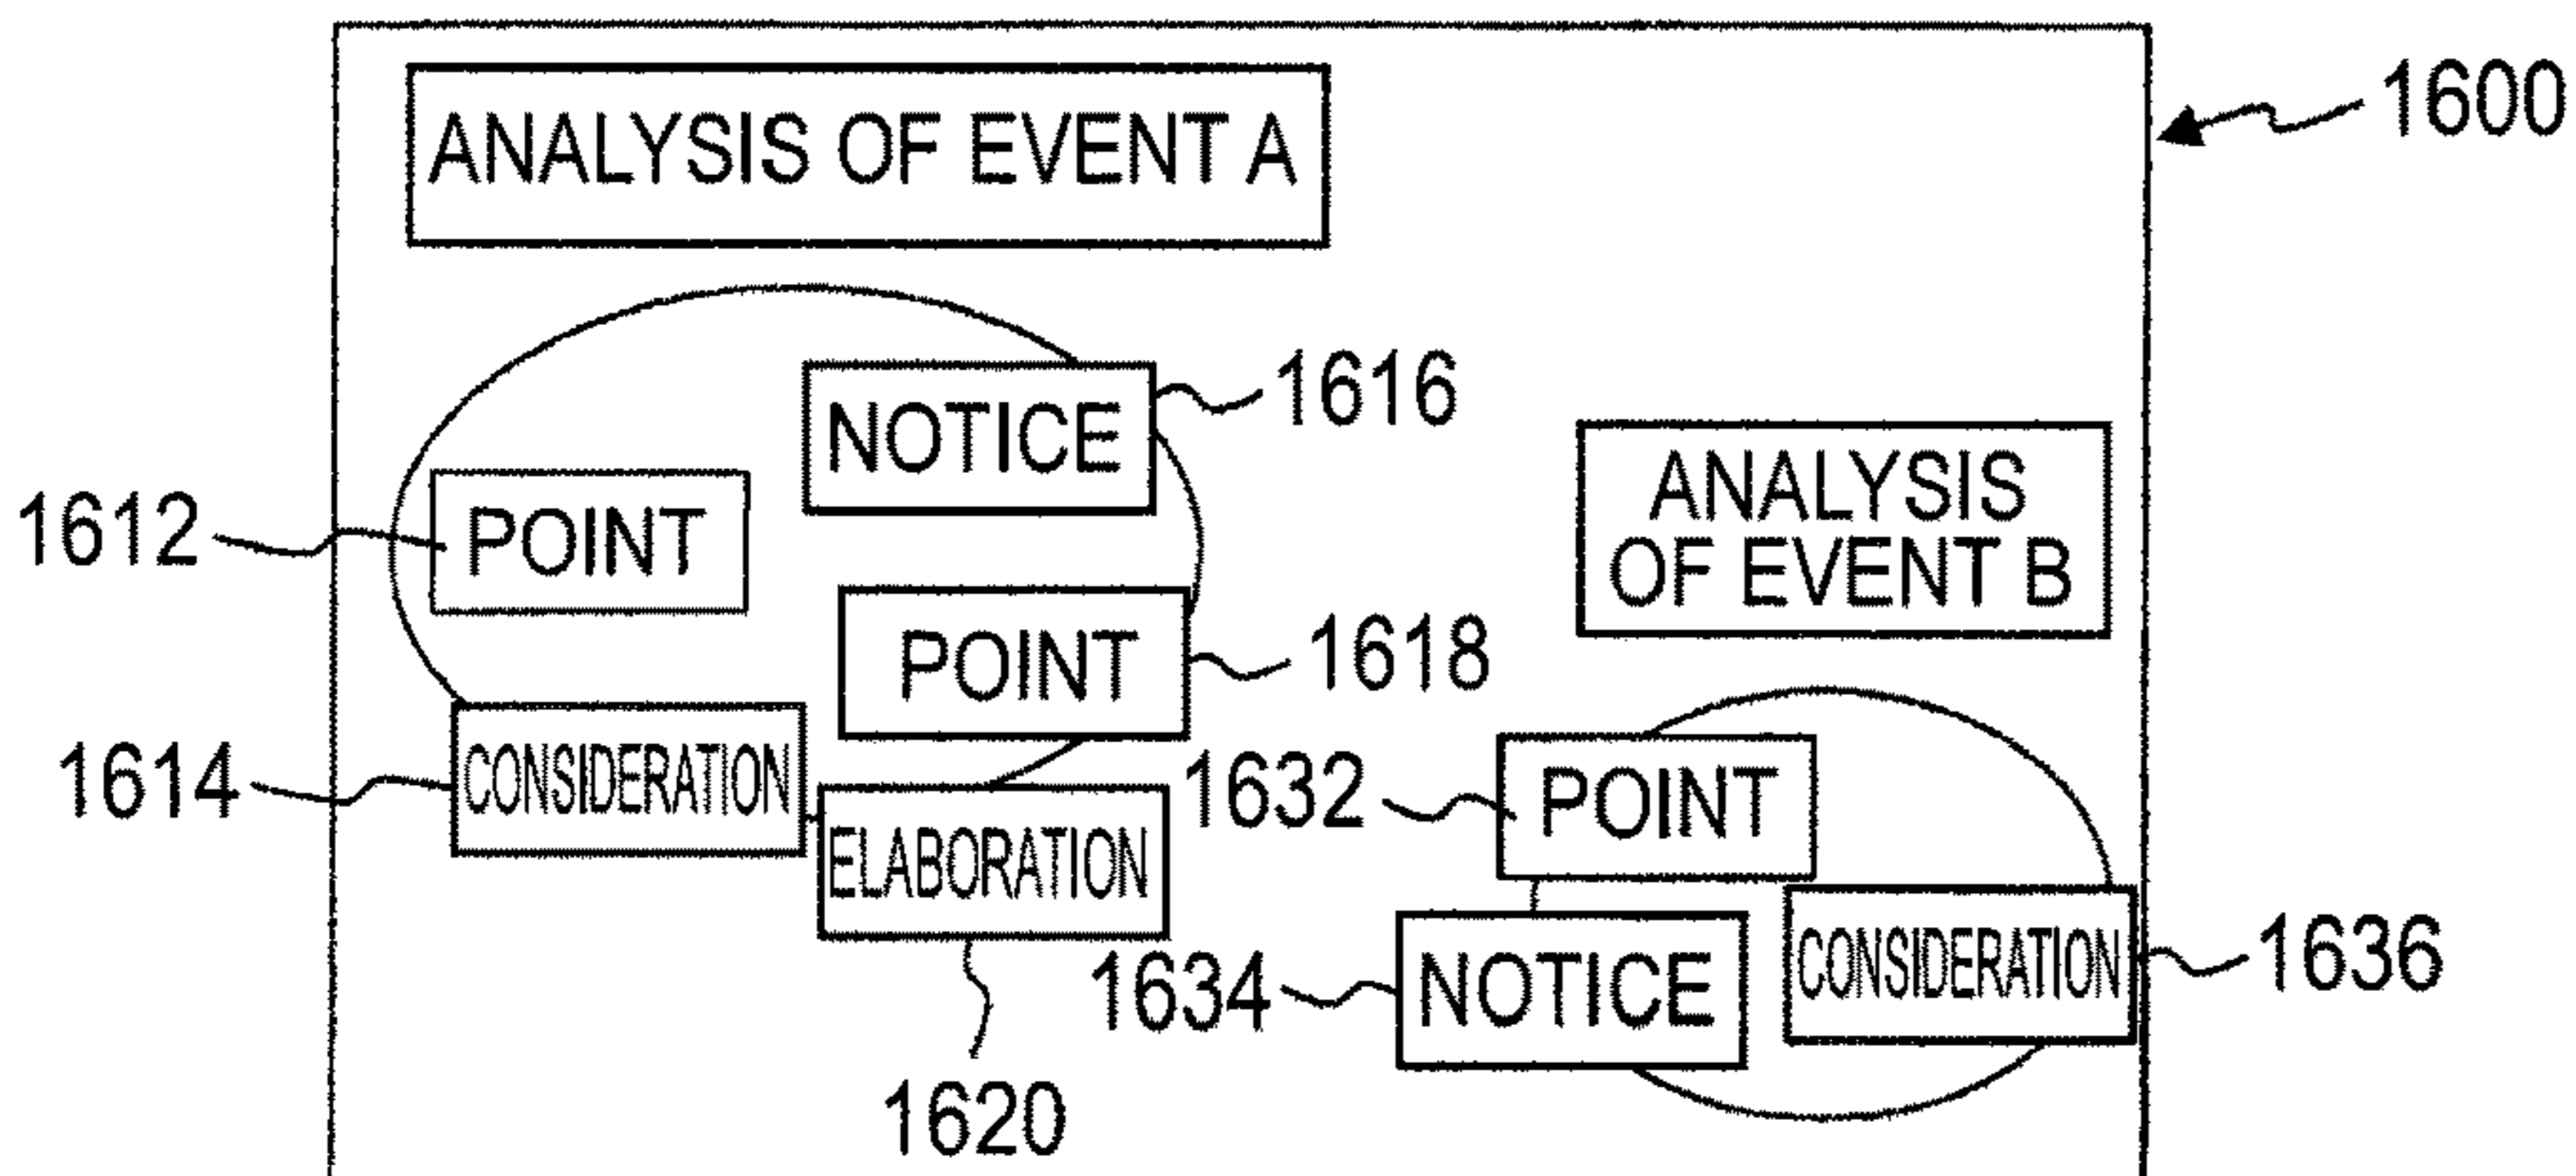 1600
ANALYSIS OF EVENT A
1616
NOTICE
1612
POINT
ANALYSIS
OF EVENT B
1618
POINT
1614
CONSIDERATION
1632
POINT
ELABORATION
1634
NOTICE
CONSIDERATION
1636
1620